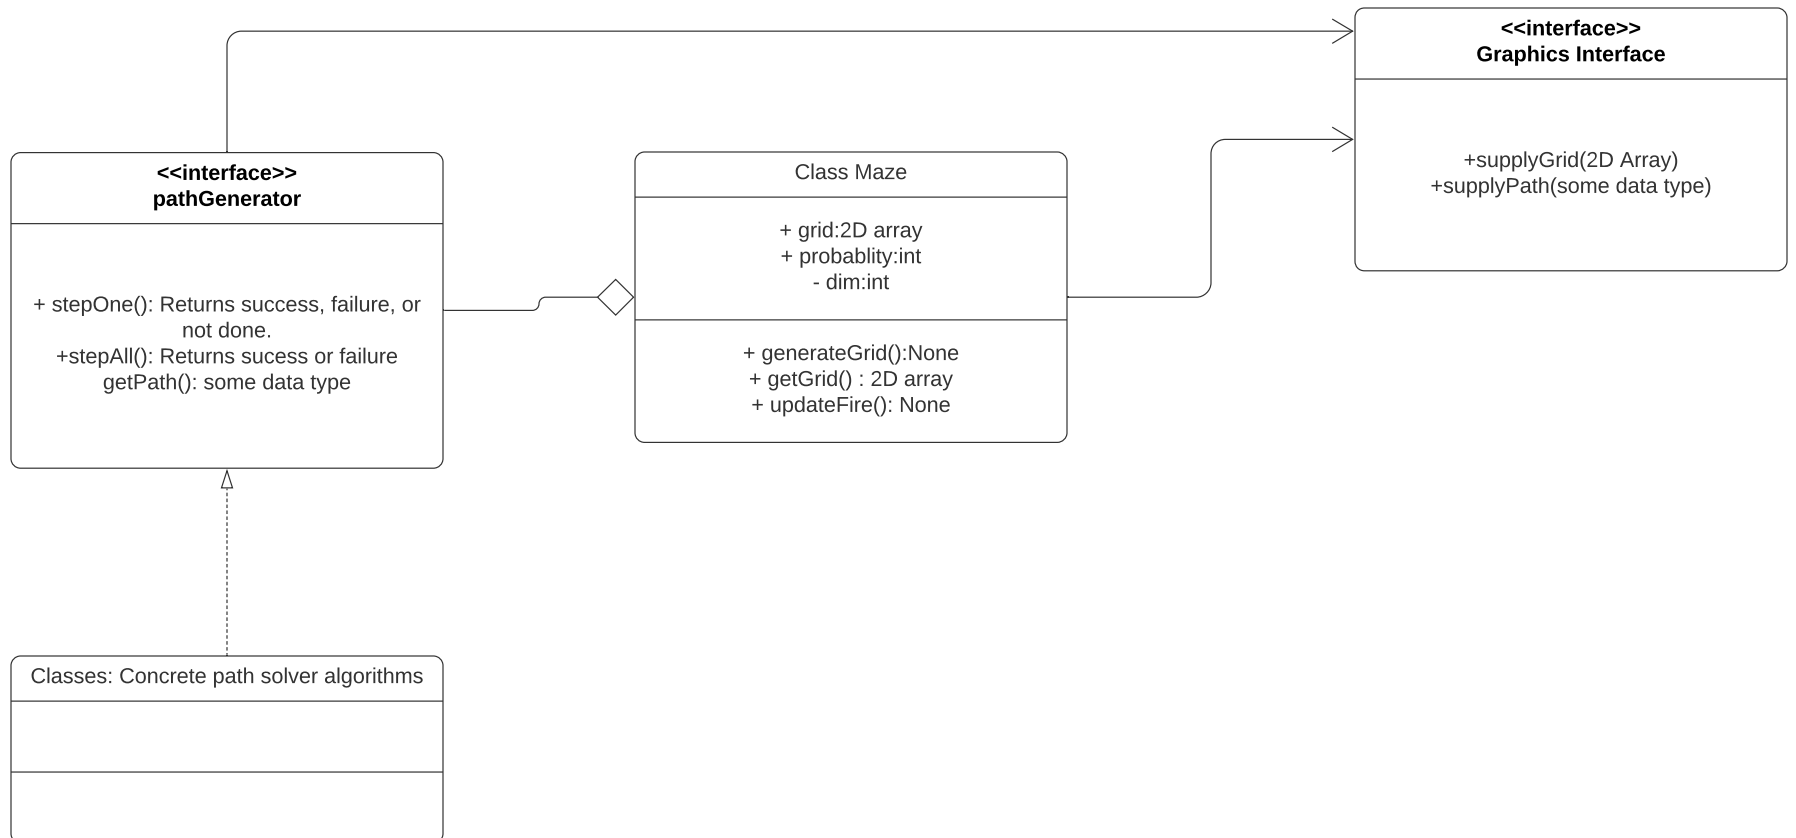 <<interface>>
Graphics Interface
+supplyGrid(2D Array)
+supplyPath(some data type)
<<interface>>
pathGenerator
+ stepOne(): Returns success, failure, or
not done.
+stepAll(): Returns sucess or failure
getPath(): some data type
Class Maze
+ grid:2D array
+ probablity:int
- dim:int
+ generateGrid():None
+ getGrid() : 2D array
+ updateFire(): None
Classes: Concrete path solver algorithms